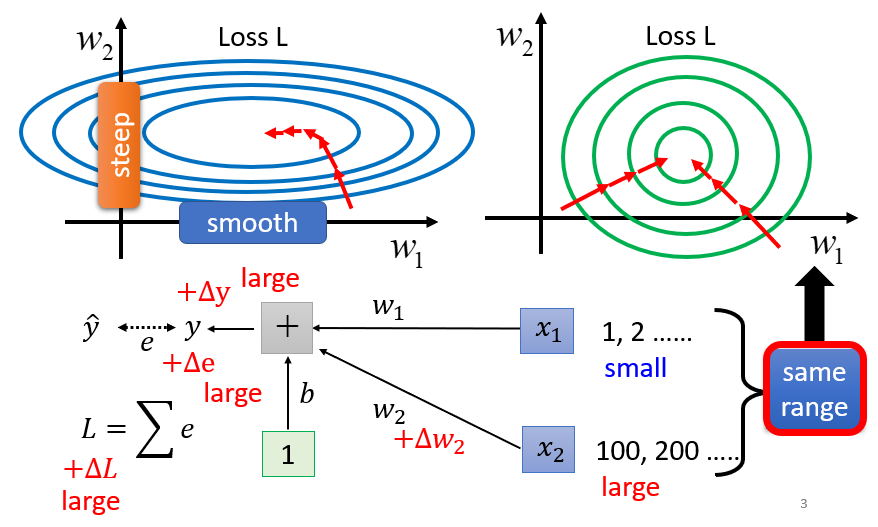 Loss L
w₂
steep
smooth
w₁
Loss L
w₂
w₁
large
+Δy
ŷ
e
y
+
w₁
x₁
1, 2 ......
small
+Δe
large
b
w₂
+Δw₂
x₂
100, 200 .....
large
1
same
range
L = ∑ e
+ΔL
large
3